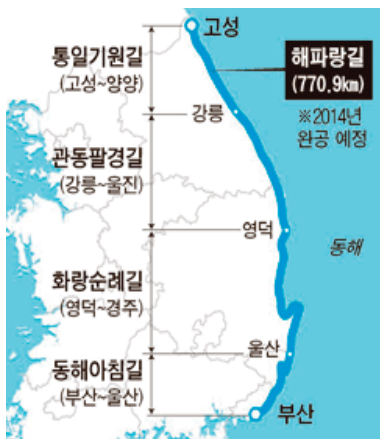 고성
통일기원길
(고성~양양)
해파랑길
(770.9km)
※2014년
완공 예정
강릉
관동팔경길
(강릉~울진)
영덕
동해
화랑순례길
(영덕~경주)
울산
동해아침길
(부산~울산)
부산